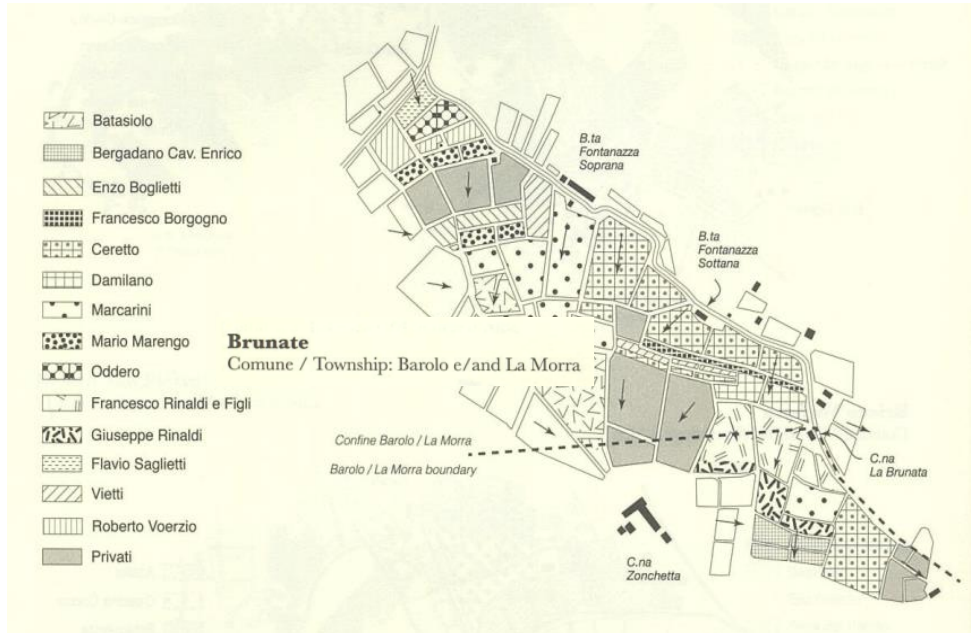 Batasiolo
Bergadano Cav. Enrico
Enzo Boglietti
Francesco Borgogno
Ceretto
Damilano
Marcarini
Mario Marengo
Oddero
Francesco Rinaldi e Figli
Giuseppe Rinaldi
Flavio Saglietti
Vietti
Roberto Voerzio
Privati
Brunate
Comune / Township: Barolo e/and La Morra
B.ta
Fontanazza
Soprana
B.ta
Fontanazza
Sottana
Confine Barolo / La Morra
Barolo / La Morra boundary
C.na
La Brunata
C.na
Zonchetta